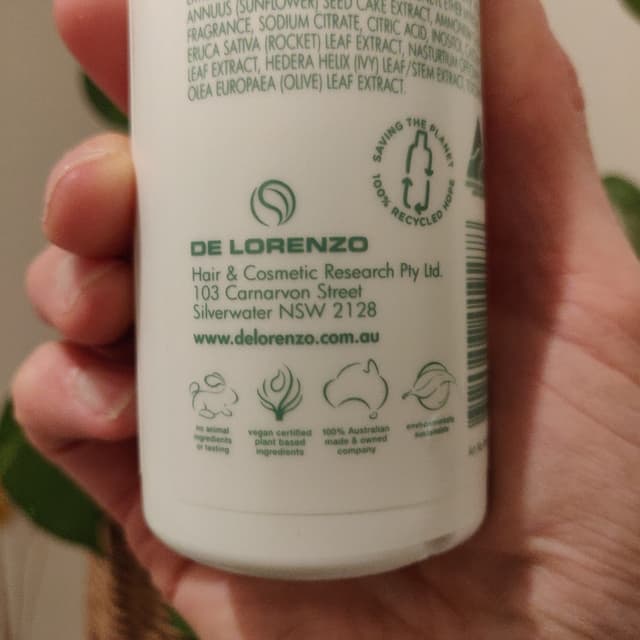 ANNUUS (SUNFLOWER) SEED CAKE EXTRACT,
FRAGRANCE, SODIUM CITRATE, CITRIC ACID,
ERUCA SATIVA (ROCKET) LEAF EXTRACT, NASTURTIUM
LEAF EXTRACT, HEDERA HELIX (IVY) LEAF/STEM EXTRACT,
OLEA EUROPAEA (OLIVE) LEAF EXTRACT.
SAVING THE PLANET
100% RECYCLED HDPE
DE LORENZO
Hair & Cosmetic Research Pty Ltd.
103 Carnarvon Street
Silverwater NSW 2128
www.delorenzo.com.au
no animal
ingredients
or testing
vegan certified
plant based
ingredients
100% Australian
made & owned
company
environmentally
sustainable